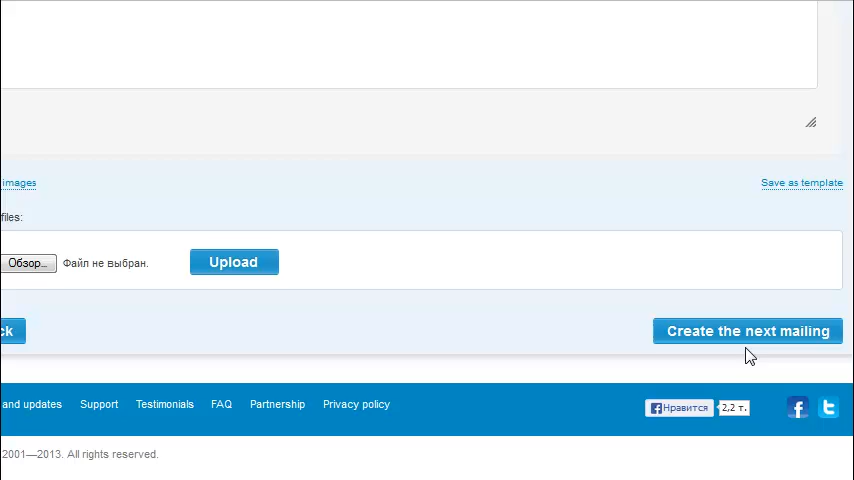 images
Save as template
files:
Обзор...
Файл не выбран.
Upload
ck
Create the next mailing
and updates
Support
Testimonials
FAQ
Partnership
Privacy policy
Нравится
2,2 т.
2001—2013. All rights reserved.